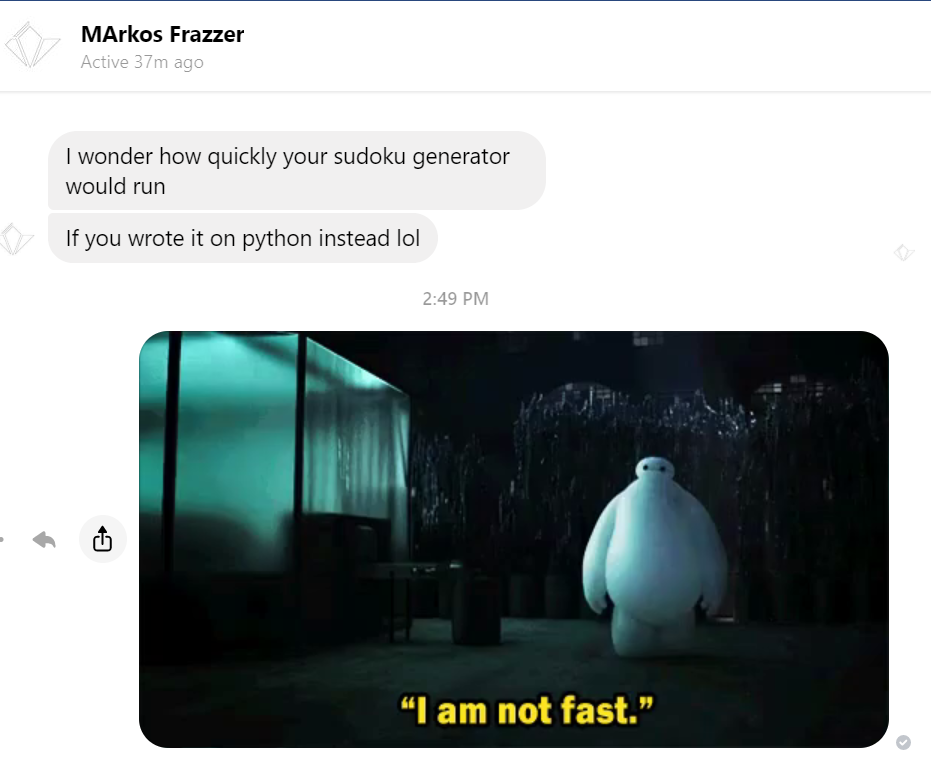 MArkos Frazzer
Active 37m ago
I wonder how quickly your sudoku generator
would run
If you wrote it on python instead lol
2:49 PM
“I am not fast.”